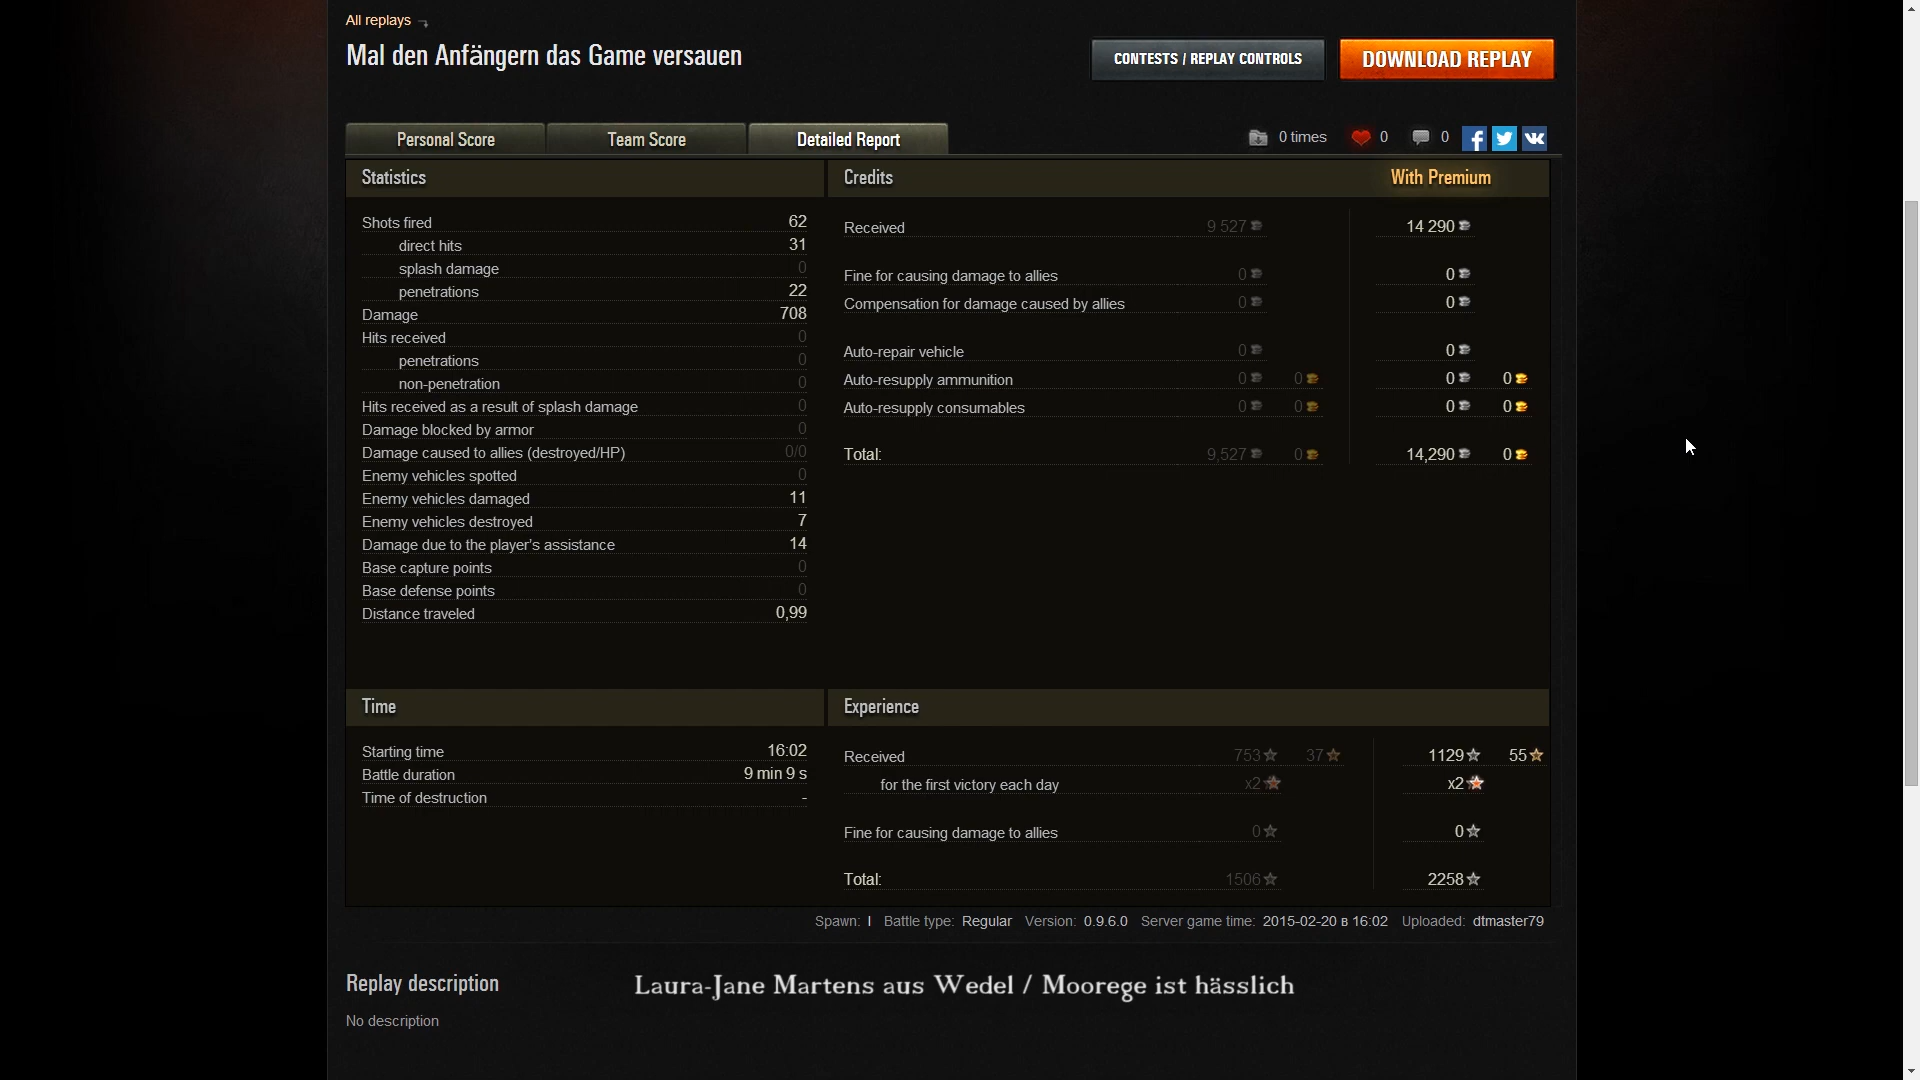 All replays
Mal den Anfängern das Game versauen
CONTESTS / REPLAY CONTROLS
DOWNLOAD REPLAY
Personal Score
Team Score
Detailed Report
0 times
0
0
Statistics
Shots fired 62
direct hits 31
splash damage 0
penetrations 22
Damage 708
Hits received 0
penetrations 0
non-penetration 0
Hits received as a result of splash damage 0
Damage blocked by armor 0
Damage caused to allies (destroyed/HP) 0/0
Enemy vehicles spotted 0
Enemy vehicles damaged 11
Enemy vehicles destroyed 7
Damage due to the player's assistance 14
Base capture points 0
Base defense points 0
Distance traveled 0,99
Credits With Premium
Received 9 527 14 290
Fine for causing damage to allies 0 0
Compensation for damage caused by allies 0 0
Auto-repair vehicle 0 0
Auto-resupply ammunition 0 0 0 0
Auto-resupply consumables 0 0 0 0
Total: 9,527 0 14,290 0
Time
Starting time 16:02
Battle duration 9 min 9 s
Time of destruction -
Experience
Received 753 37 1129 55
for the first victory each day x2 x2
Fine for causing damage to allies 0 0
Total: 1506 2258
Spawn: I Battle type: Regular Version: 0.9.6.0 Server game time: 2015-02-20 в 16:02 Uploaded: dtmaster79
Replay description
Laura-Jane Martens aus Wedel / Moorege ist hässlich
No description